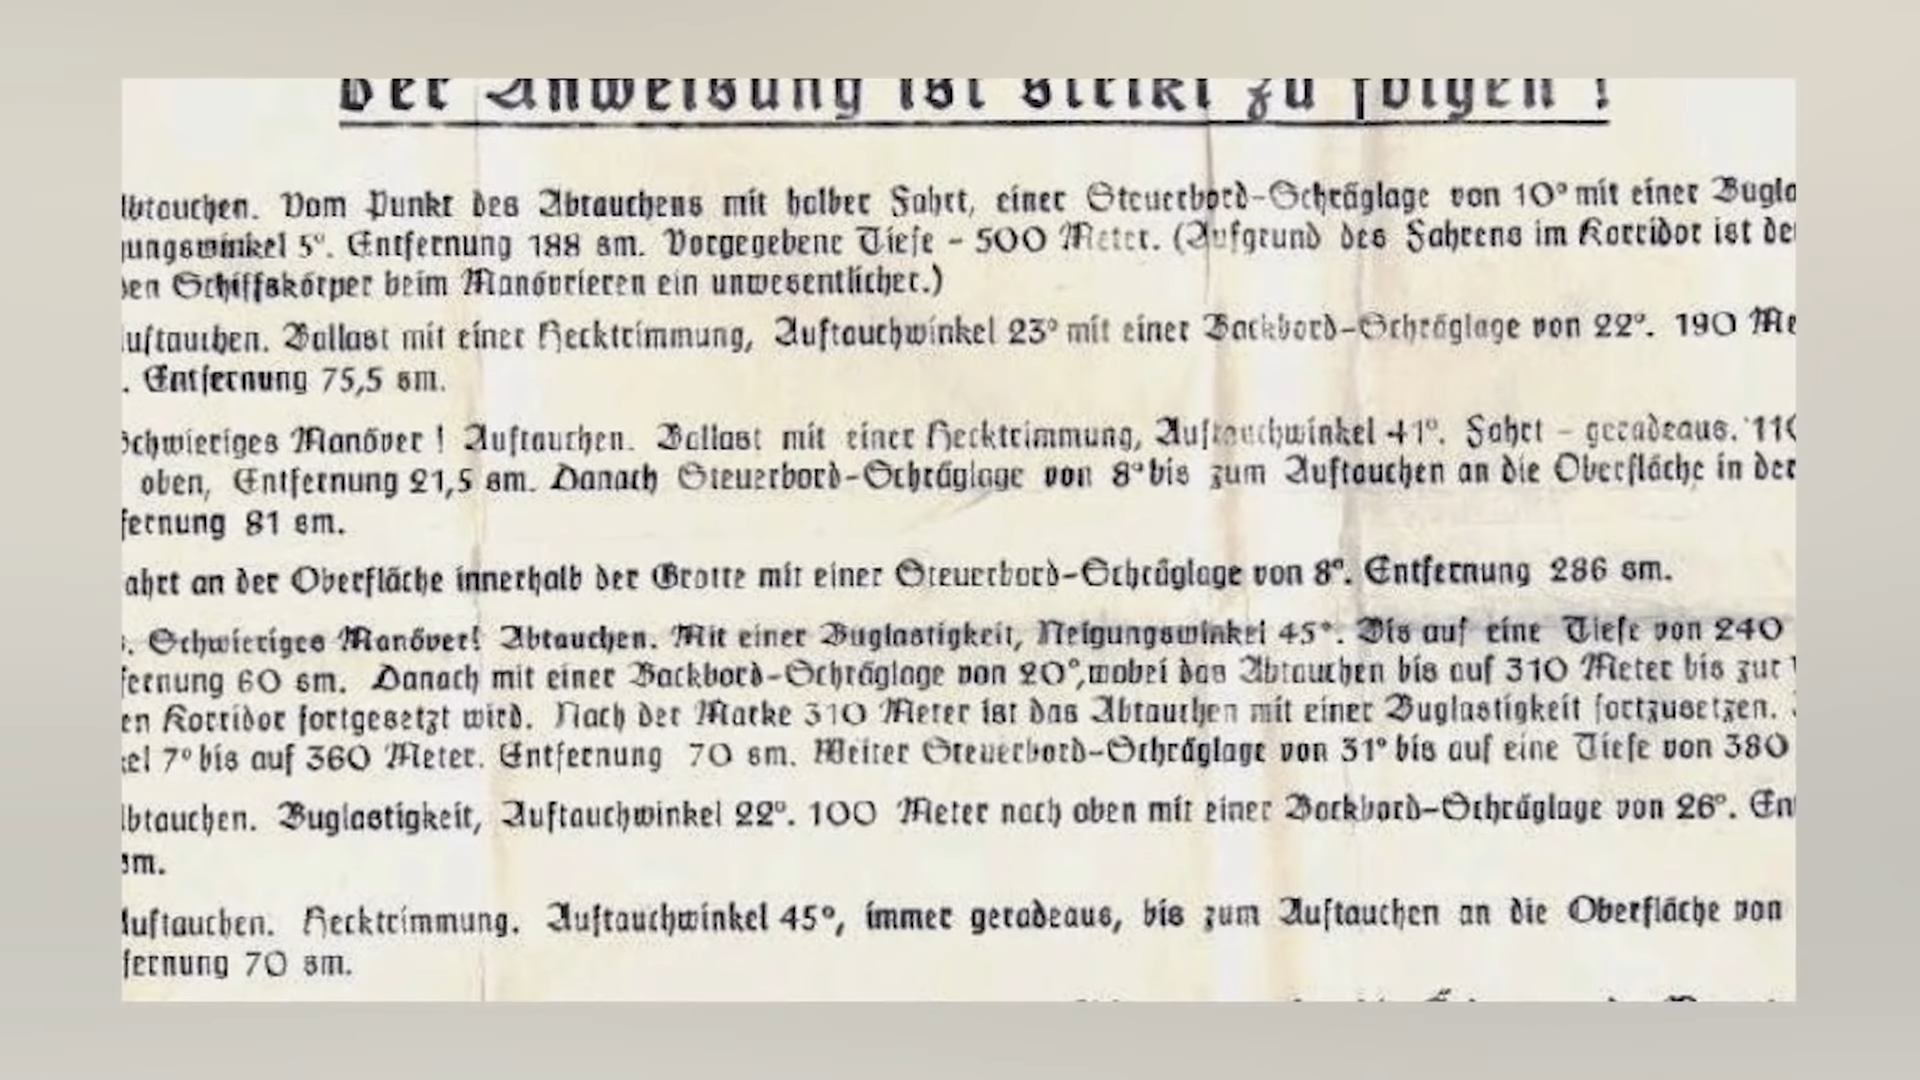 Der Anweisung ist strikt zu folgen !
Abtauchen. Vom Punkt des Abtauchens mit halber Fahrt, einer Steuerbord-Schräglage von 10° mit einer Bugla
gungswinkel 5°. Entfernung 188 sm. Vorgegebene Tiefe - 500 Meter. (Aufgrund des Fahrens im Korridor ist de
den Schiffskörper beim Manövrieren ein unwesentlicher.)
Auftauchen. Ballast mit einer Hecktrimmung, Auftauchwinkel 23° mit einer Backbord-Schräglage von 22°. 190 Me
. Entfernung 75,5 sm.
Schwieriges Manöver ! Auftauchen. Ballast mit einer Hecktrimmung, Auftauchwinkel 41°. Fahrt - geradeaus. 110
oben, Entfernung 21,5 sm. Danach Steuerbord-Schräglage von 8° bis zum Auftauchen an die Oberfläche in der
fernung 81 sm.
ahrt an der Oberfläche innerhalb der Grotte mit einer Steuerbord-Schräglage von 8°. Entfernung 286 sm.
. Schwieriges Manöver! Abtauchen. Mit einer Buglastigkeit, Neigungswinkel 45°. Bis auf eine Tiefe von 240
fernung 60 sm. Danach mit einer Backbord-Schräglage von 20°, wobei das Abtauchen bis auf 310 Meter bis zur
en Korridor fortgesetzt wird. Nach der Marke 310 Meter ist das Abtauchen mit einer Buglastigkeit fortzusetzen.
kel 7° bis auf 360 Meter. Entfernung 70 sm. Weiter Steuerbord-Schräglage von 31° bis auf eine Tiefe von 380
Abtauchen. Buglastigkeit, Auftauchwinkel 22°. 100 Meter nach oben mit einer Backbord-Schräglage von 26°. Ent
sm.
Auftauchen. Hecktrimmung. Auftauchwinkel 45°, immer geradeaus, bis zum Auftauchen an die Oberfläche von
fernung 70 sm.